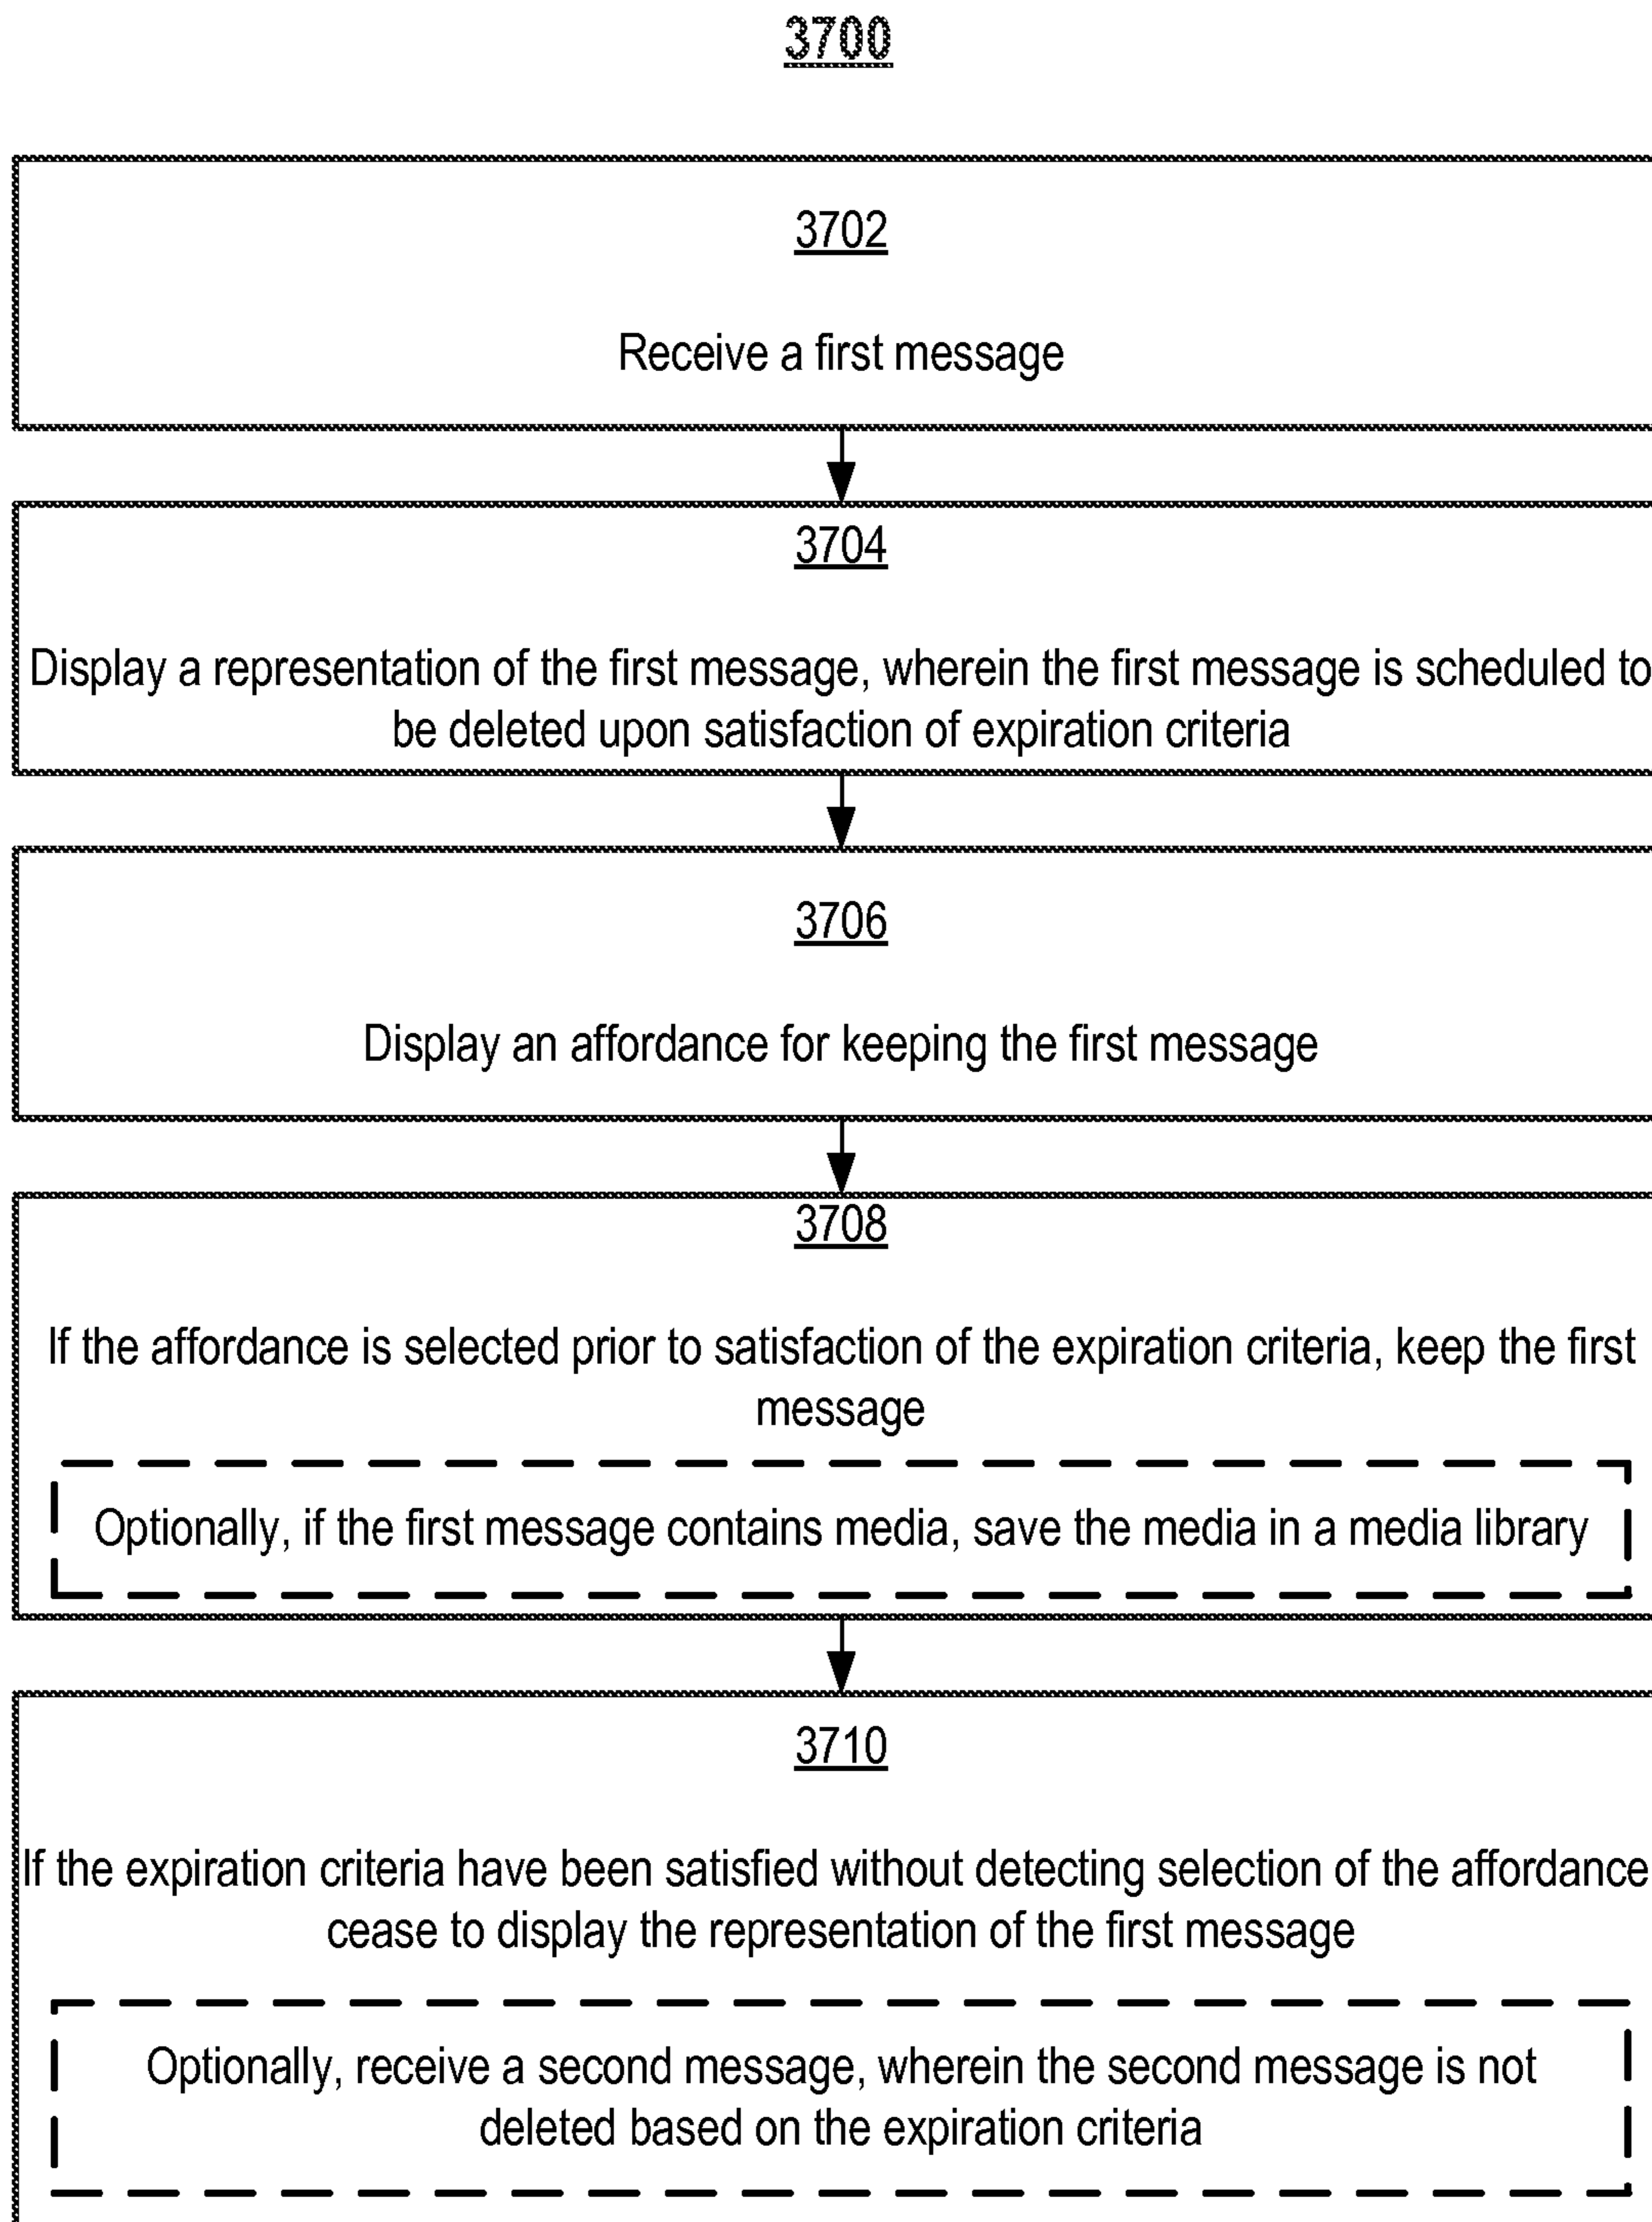 3700
3702
Receive a first message
3704
Display a representation of the first message, wherein the first message is scheduled to
be deleted upon satisfaction of expiration criteria
3706
Display an affordance for keeping the first message
3708
If the affordance is selected prior to satisfaction of the expiration criteria, keep the first
message
Optionally, if the first message contains media, save the media in a media library
3710
If the expiration criteria have been satisfied without detecting selection of the affordance
cease to display the representation of the first message
Optionally, receive a second message, wherein the second message is not
deleted based on the expiration criteria